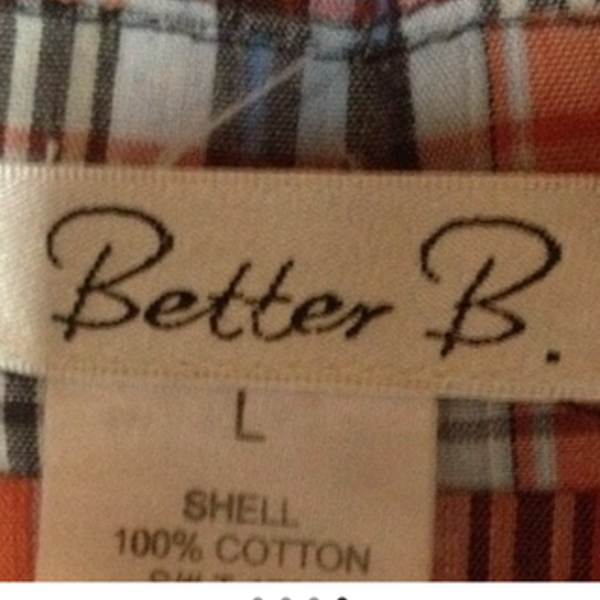 Better B.
L
SHELL
100% COTTON